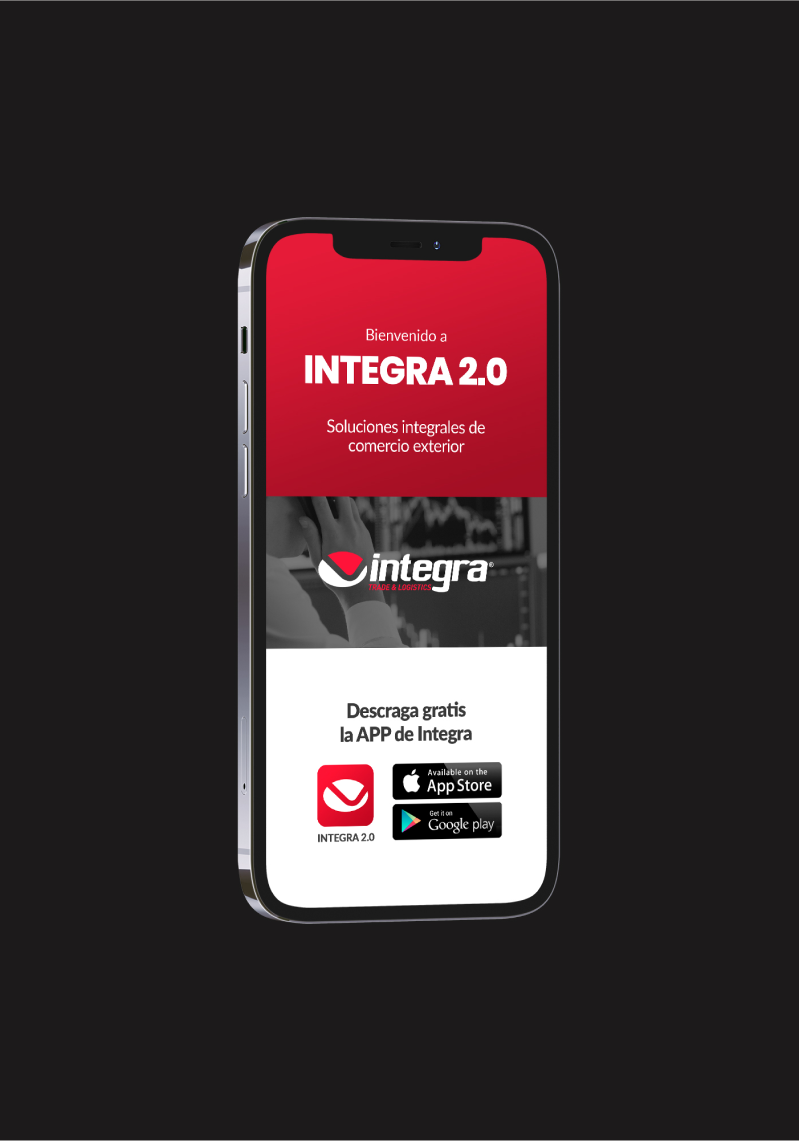 Bienvenido a
INTEGRA 2.0
Soluciones integrales de
comercio exterior
integra®
TRADE & LOGISTICS
Descraga gratis
la APP de Integra
Available on the
App Store
Get it on
Google play
INTEGRA 2.0